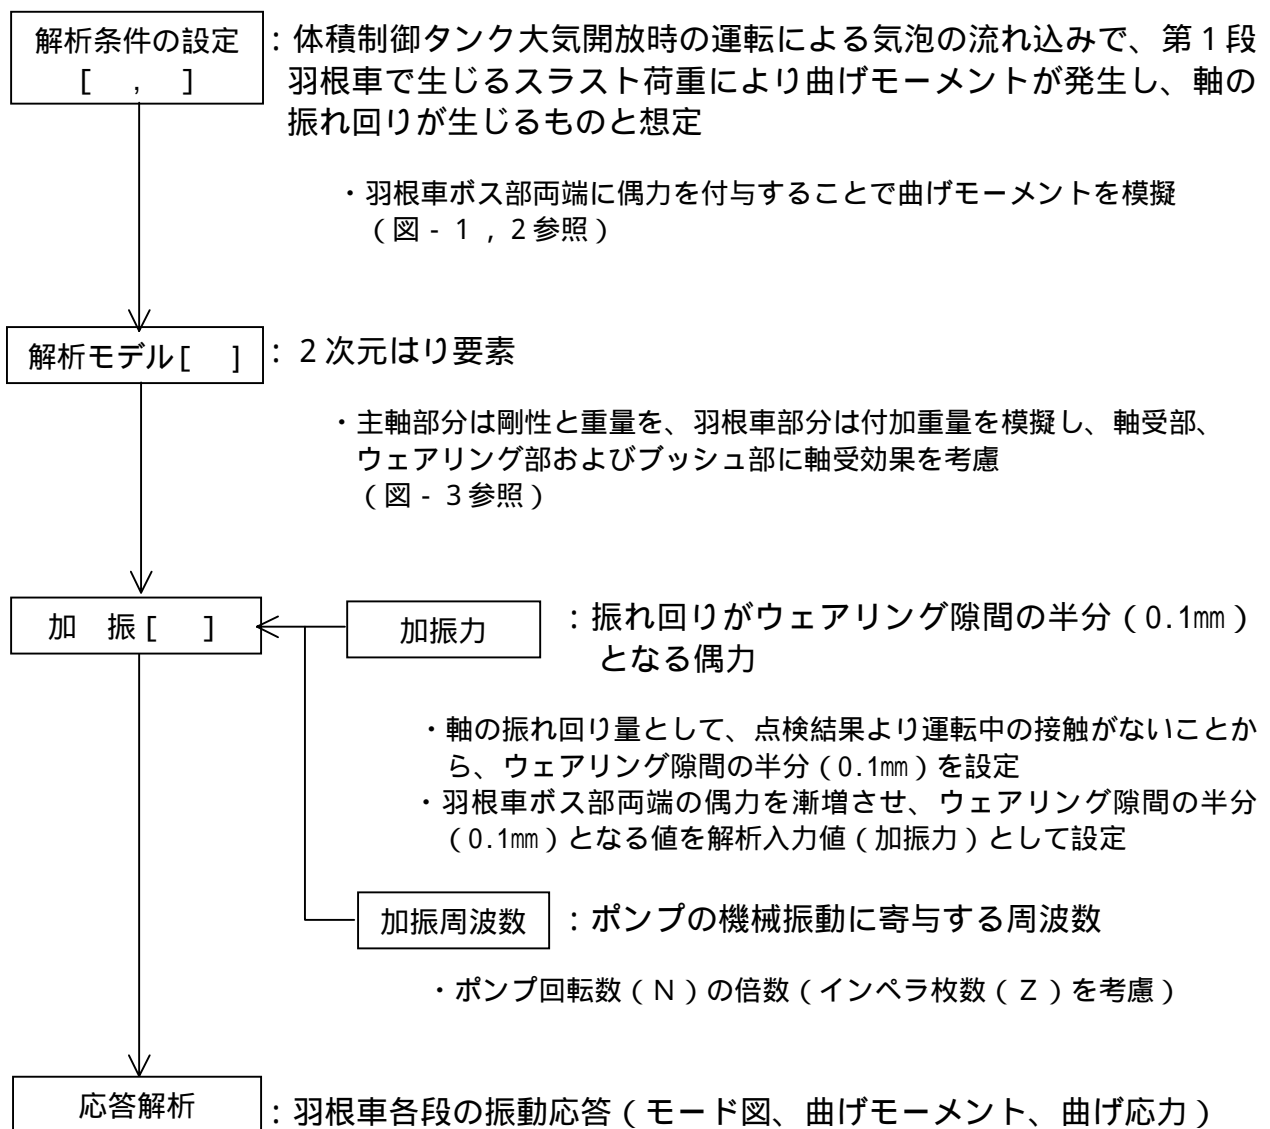 解析条件の設定
[　,　]
：体積制御タンク大気開放時の運転による気泡の流れ込みで、第１段
羽根車で生じるスラスト荷重により曲げモーメントが発生し、軸の
振れ回りが生じるものと想定
・羽根車ボス部両端に偶力を付与することで曲げモーメントを模擬
（図‐１，２参照）
解析モデル[　]
：２次元はり要素
・主軸部分は剛性と重量を、羽根車部分は付加重量を模擬し、軸受部、
ウェアリング部およびブッシュ部に軸受効果を考慮
（図‐３参照）
加　振[　]
加振力
：振れ回りがウェアリング隙間の半分（0.1㎜）
となる偶力
・軸の振れ回り量として、点検結果より運転中の接触がないことか
ら、ウェアリング隙間の半分（0.1㎜）を設定
・羽根車ボス部両端の偶力を漸増させ、ウェアリング隙間の半分
（0.1㎜）となる値を解析入力値（加振力）として設定
加振周波数
：ポンプの機械振動に寄与する周波数
・ポンプ回転数（Ｎ）の倍数（インペラ枚数（Ｚ）を考慮）
応答解析
：羽根車各段の振動応答（モード図、曲げモーメント、曲げ応力）